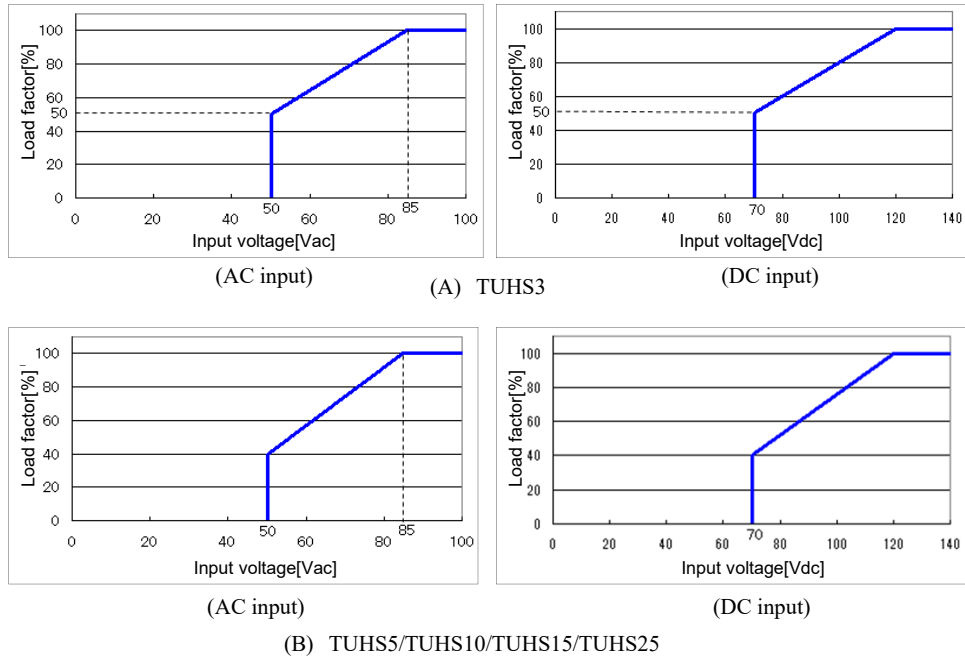 Load factor[%]
100
80
60
50
40
20
0
0 20 40 50 60 80 85 100
Input voltage[Vac]
(AC input)
Load factor[%]
100
80
60
50
40
20
0
0 20 40 60 70 80 100 120 140
Input voltage[Vdc]
(DC input)
(A) TUHS3
Load factor[%]
100
80
60
40
20
0
0 20 40 50 60 80 85 100
Input voltage[Vac]
(AC input)
Load factor[%]
100
80
60
40
20
0
0 20 40 60 70 80 100 120 140
Input voltage[Vdc]
(DC input)
(B) TUHS5/TUHS10/TUHS15/TUHS25